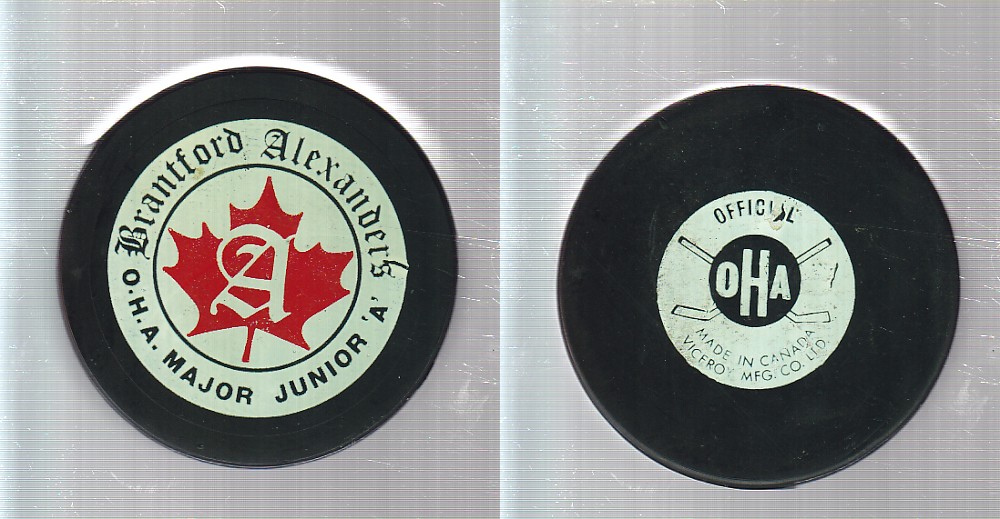 Brantford Alexanders
A
O.H.A. MAJOR JUNIOR 'A'
OFFICIAL
OHA
MADE IN CANADA
VICEROY MFG. CO. LTD.